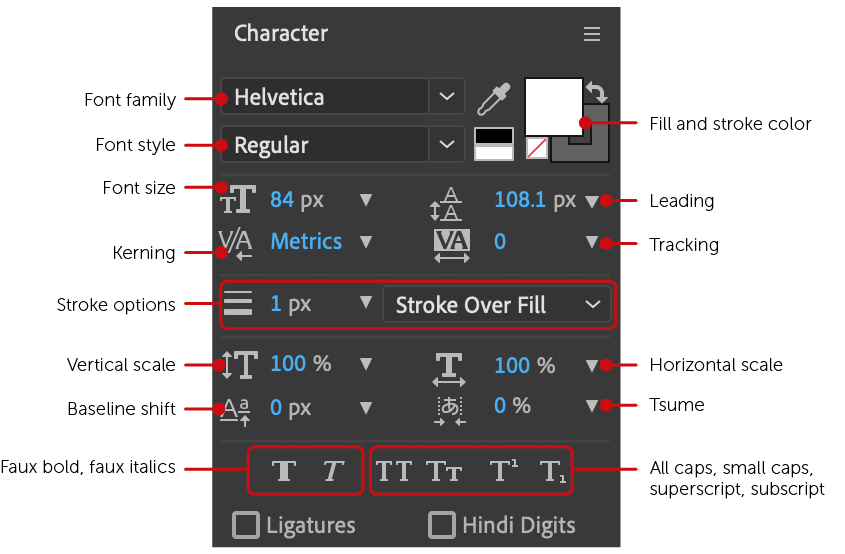 Character
Font family
Helvetica
Fill and stroke color
Font style
Regular
Font size
84 px
108.1 px
Leading
Kerning
Metrics
0
Tracking
Stroke options
1 px
Stroke Over Fill
Vertical scale
100 %
100 %
Horizontal scale
Baseline shift
0 px
0 %
Tsume
Faux bold, faux italics
T T TT Tт T¹ T₁
All caps, small caps,
superscript, subscript
Ligatures
Hindi Digits